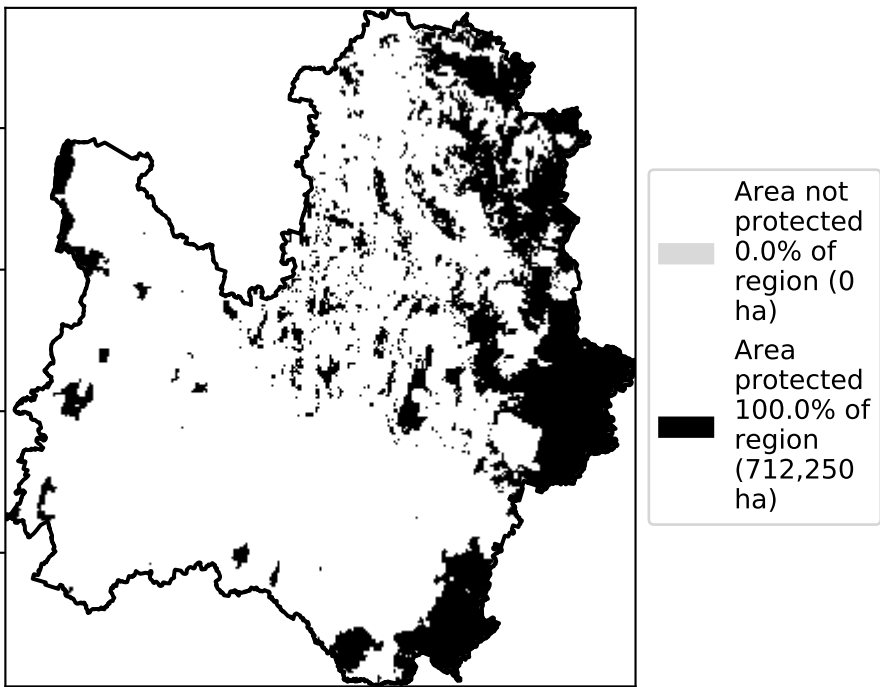 Area not
protected
0.0% of
region (0
ha)
Area
protected
100.0% of
region
(712,250
ha)